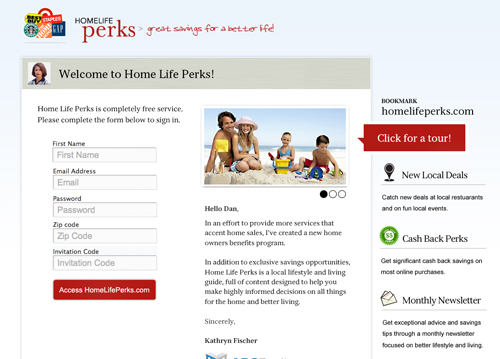 BEST BUY
STAPLES
GAP
HOMELIFE
perks > great savings for a better life!
Welcome to Home Life Perks!
Home Life Perks is completely free service.
Please complete the form below to sign in.
First Name
First Name
Email Address
Email
Password
Password
Zip code
Zip Code
Invitation Code
Invitation Code
Access HomeLifePerks.com
Hello Dan,
In an effort to provide more services that
accent home sales, I've created a new home
owners benefits program.
In addition to exclusive savings opportunities,
Home Life Perks is a local lifestyle and living
guide, full of content designed to help you
make highly informed decisions on all things
for the home and better living.
Sincerely,
Kathryn Fischer
BOOKMARK
homelifeperks.com
Click for a tour!
New Local Deals
Catch new deals at local restuarants
and on fun local events.
Cash Back Perks
Get significant cash back savings on
most online purchases.
Monthly Newsletter
Get exceptional advice and savings
tips through a monthly newsletter
focused on better lifestyle and living.